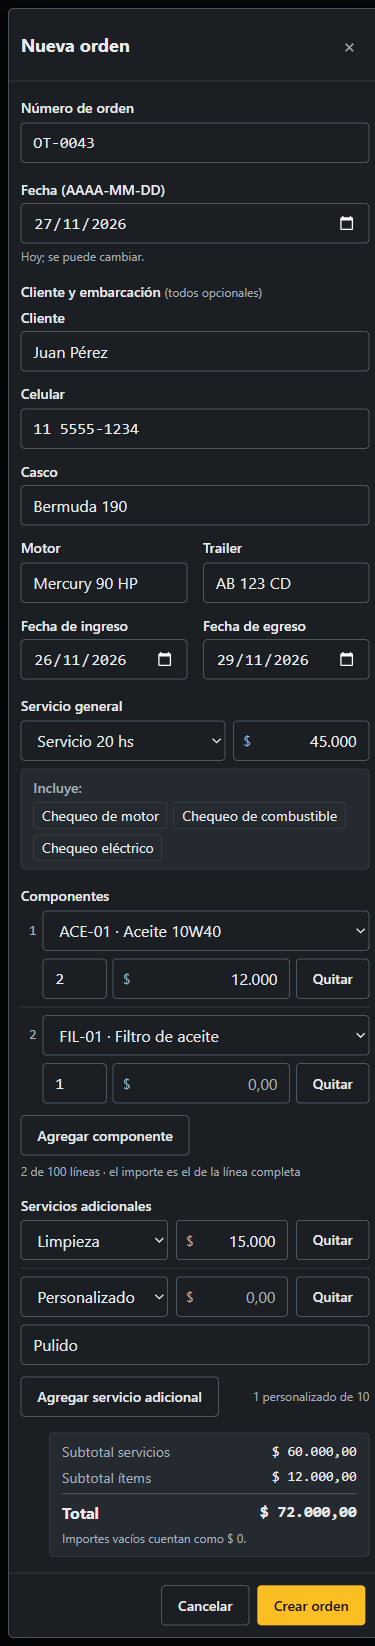 Nueva orden ×
Número de orden
OT-0043
Fecha (AAAA-MM-DD)
27/11/2026
Hoy; se puede cambiar.
Cliente y embarcación (todos opcionales)
Cliente
Juan Pérez
Celular
11 5555-1234
Casco
Bermuda 190
Motor Trailer
Mercury 90 HP AB 123 CD
Fecha de ingreso Fecha de egreso
26/11/2026 29/11/2026
Servicio general
Servicio 20 hs $ 45.000
Incluye:
Chequeo de motor Chequeo de combustible
Chequeo eléctrico
Componentes
1 ACE-01 · Aceite 10W40
2 $ 12.000 Quitar
2 FIL-01 · Filtro de aceite
1 $ 0,00 Quitar
Agregar componente
2 de 100 líneas · el importe es el de la línea completa
Servicios adicionales
Limpieza $ 15.000 Quitar
Personalizado $ 0,00 Quitar
Pulido
Agregar servicio adicional 1 personalizado de 10
Subtotal servicios $ 60.000,00
Subtotal ítems $ 12.000,00
Total $ 72.000,00
Importes vacíos cuentan como $ 0.
Cancelar Crear orden